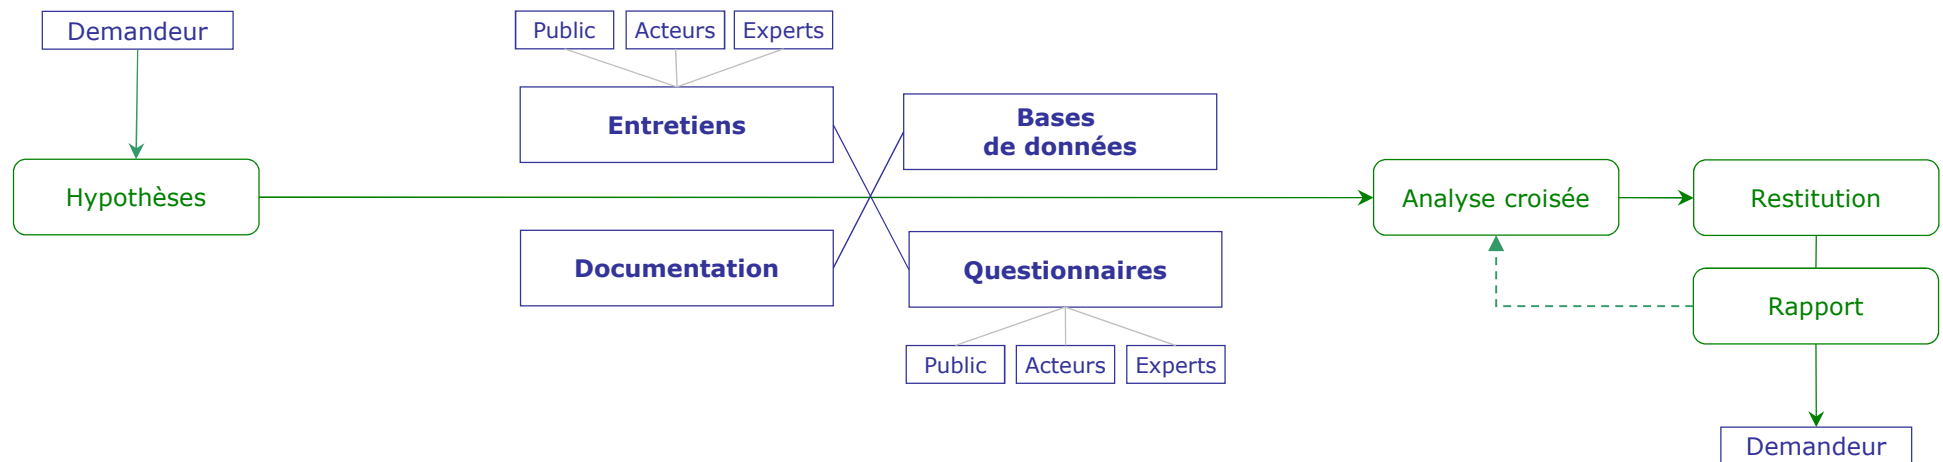 Demandeur
Public
Acteurs
Experts
Entretiens
Bases
de données
Hypothèses
Analyse croisée
Restitution
Documentation
Questionnaires
Rapport
Public
Acteurs
Experts
Demandeur